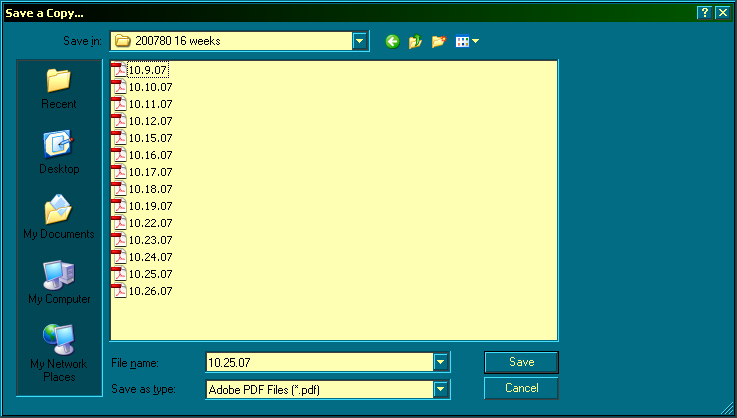 Save a Copy...
Save in:
200780 16 weeks
Recent
Desktop
My Documents
My Computer
My Network
Places
10.9.07
10.10.07
10.11.07
10.12.07
10.15.07
10.16.07
10.17.07
10.18.07
10.19.07
10.22.07
10.23.07
10.24.07
10.25.07
10.26.07
File name:
10.25.07
Save
Save as type:
Adobe PDF Files (*.pdf)
Cancel